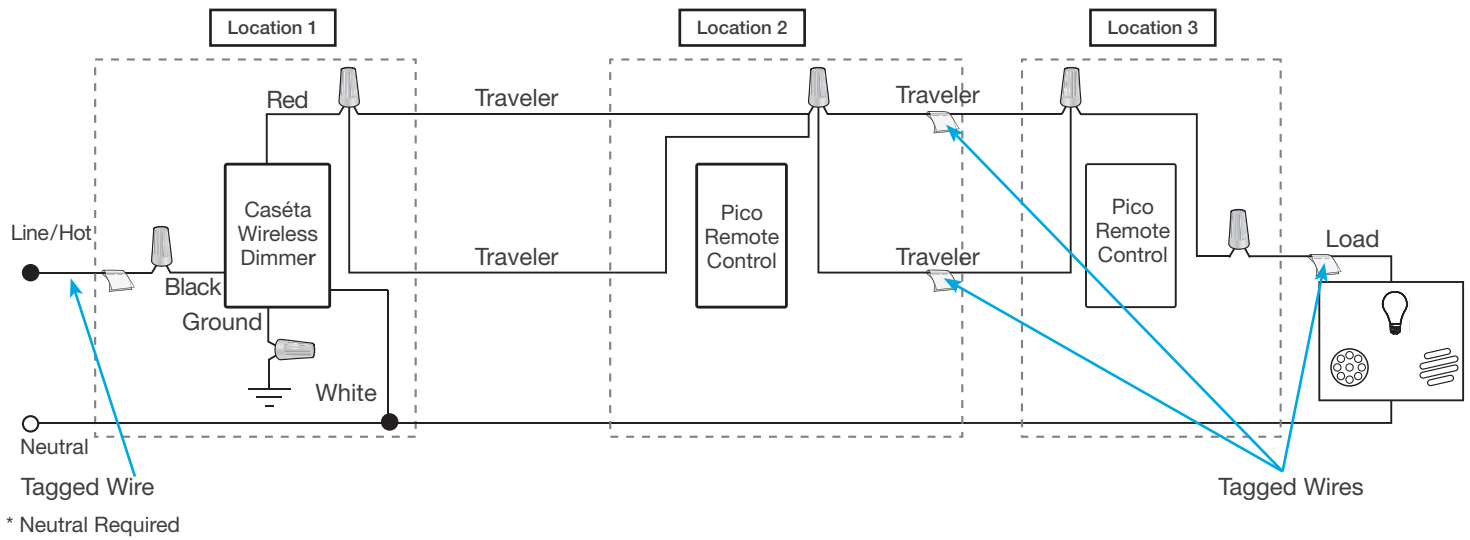 Location 1
Location 2
Location 3
Red
Traveler
Traveler
Line/Hot
Caséta
Wireless
Dimmer
Pico
Remote
Control
Pico
Remote
Control
Load
Black
Traveler
Traveler
Ground
White
Neutral
Tagged Wire
Tagged Wires
* Neutral Required